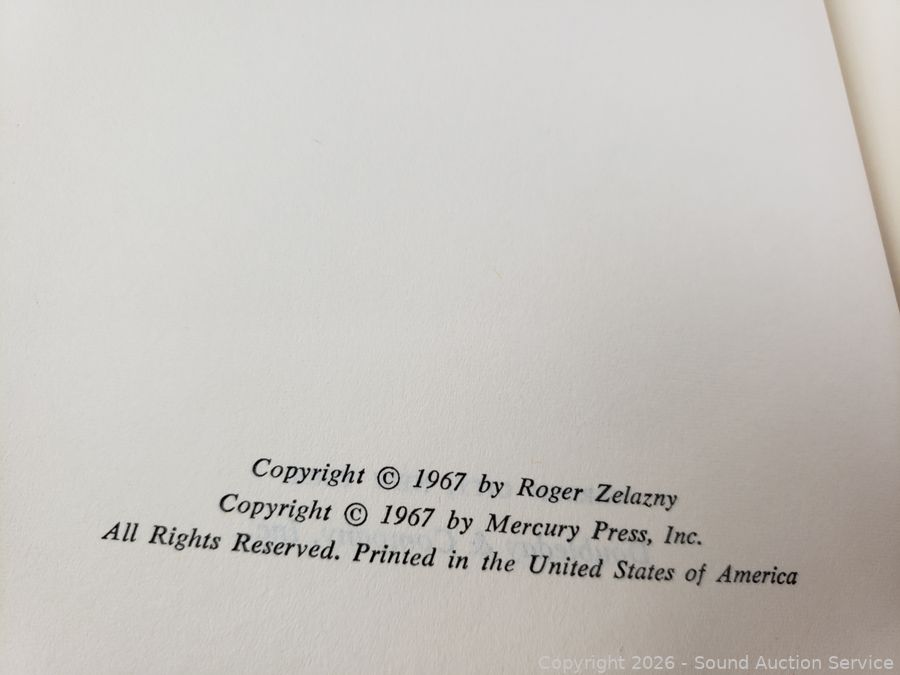 Copyright © 1967 by Roger Zelazny
Copyright © 1967 by Mercury Press, Inc.
All Rights Reserved. Printed in the United States of America
Copyright 2026 - Sound Auction Service